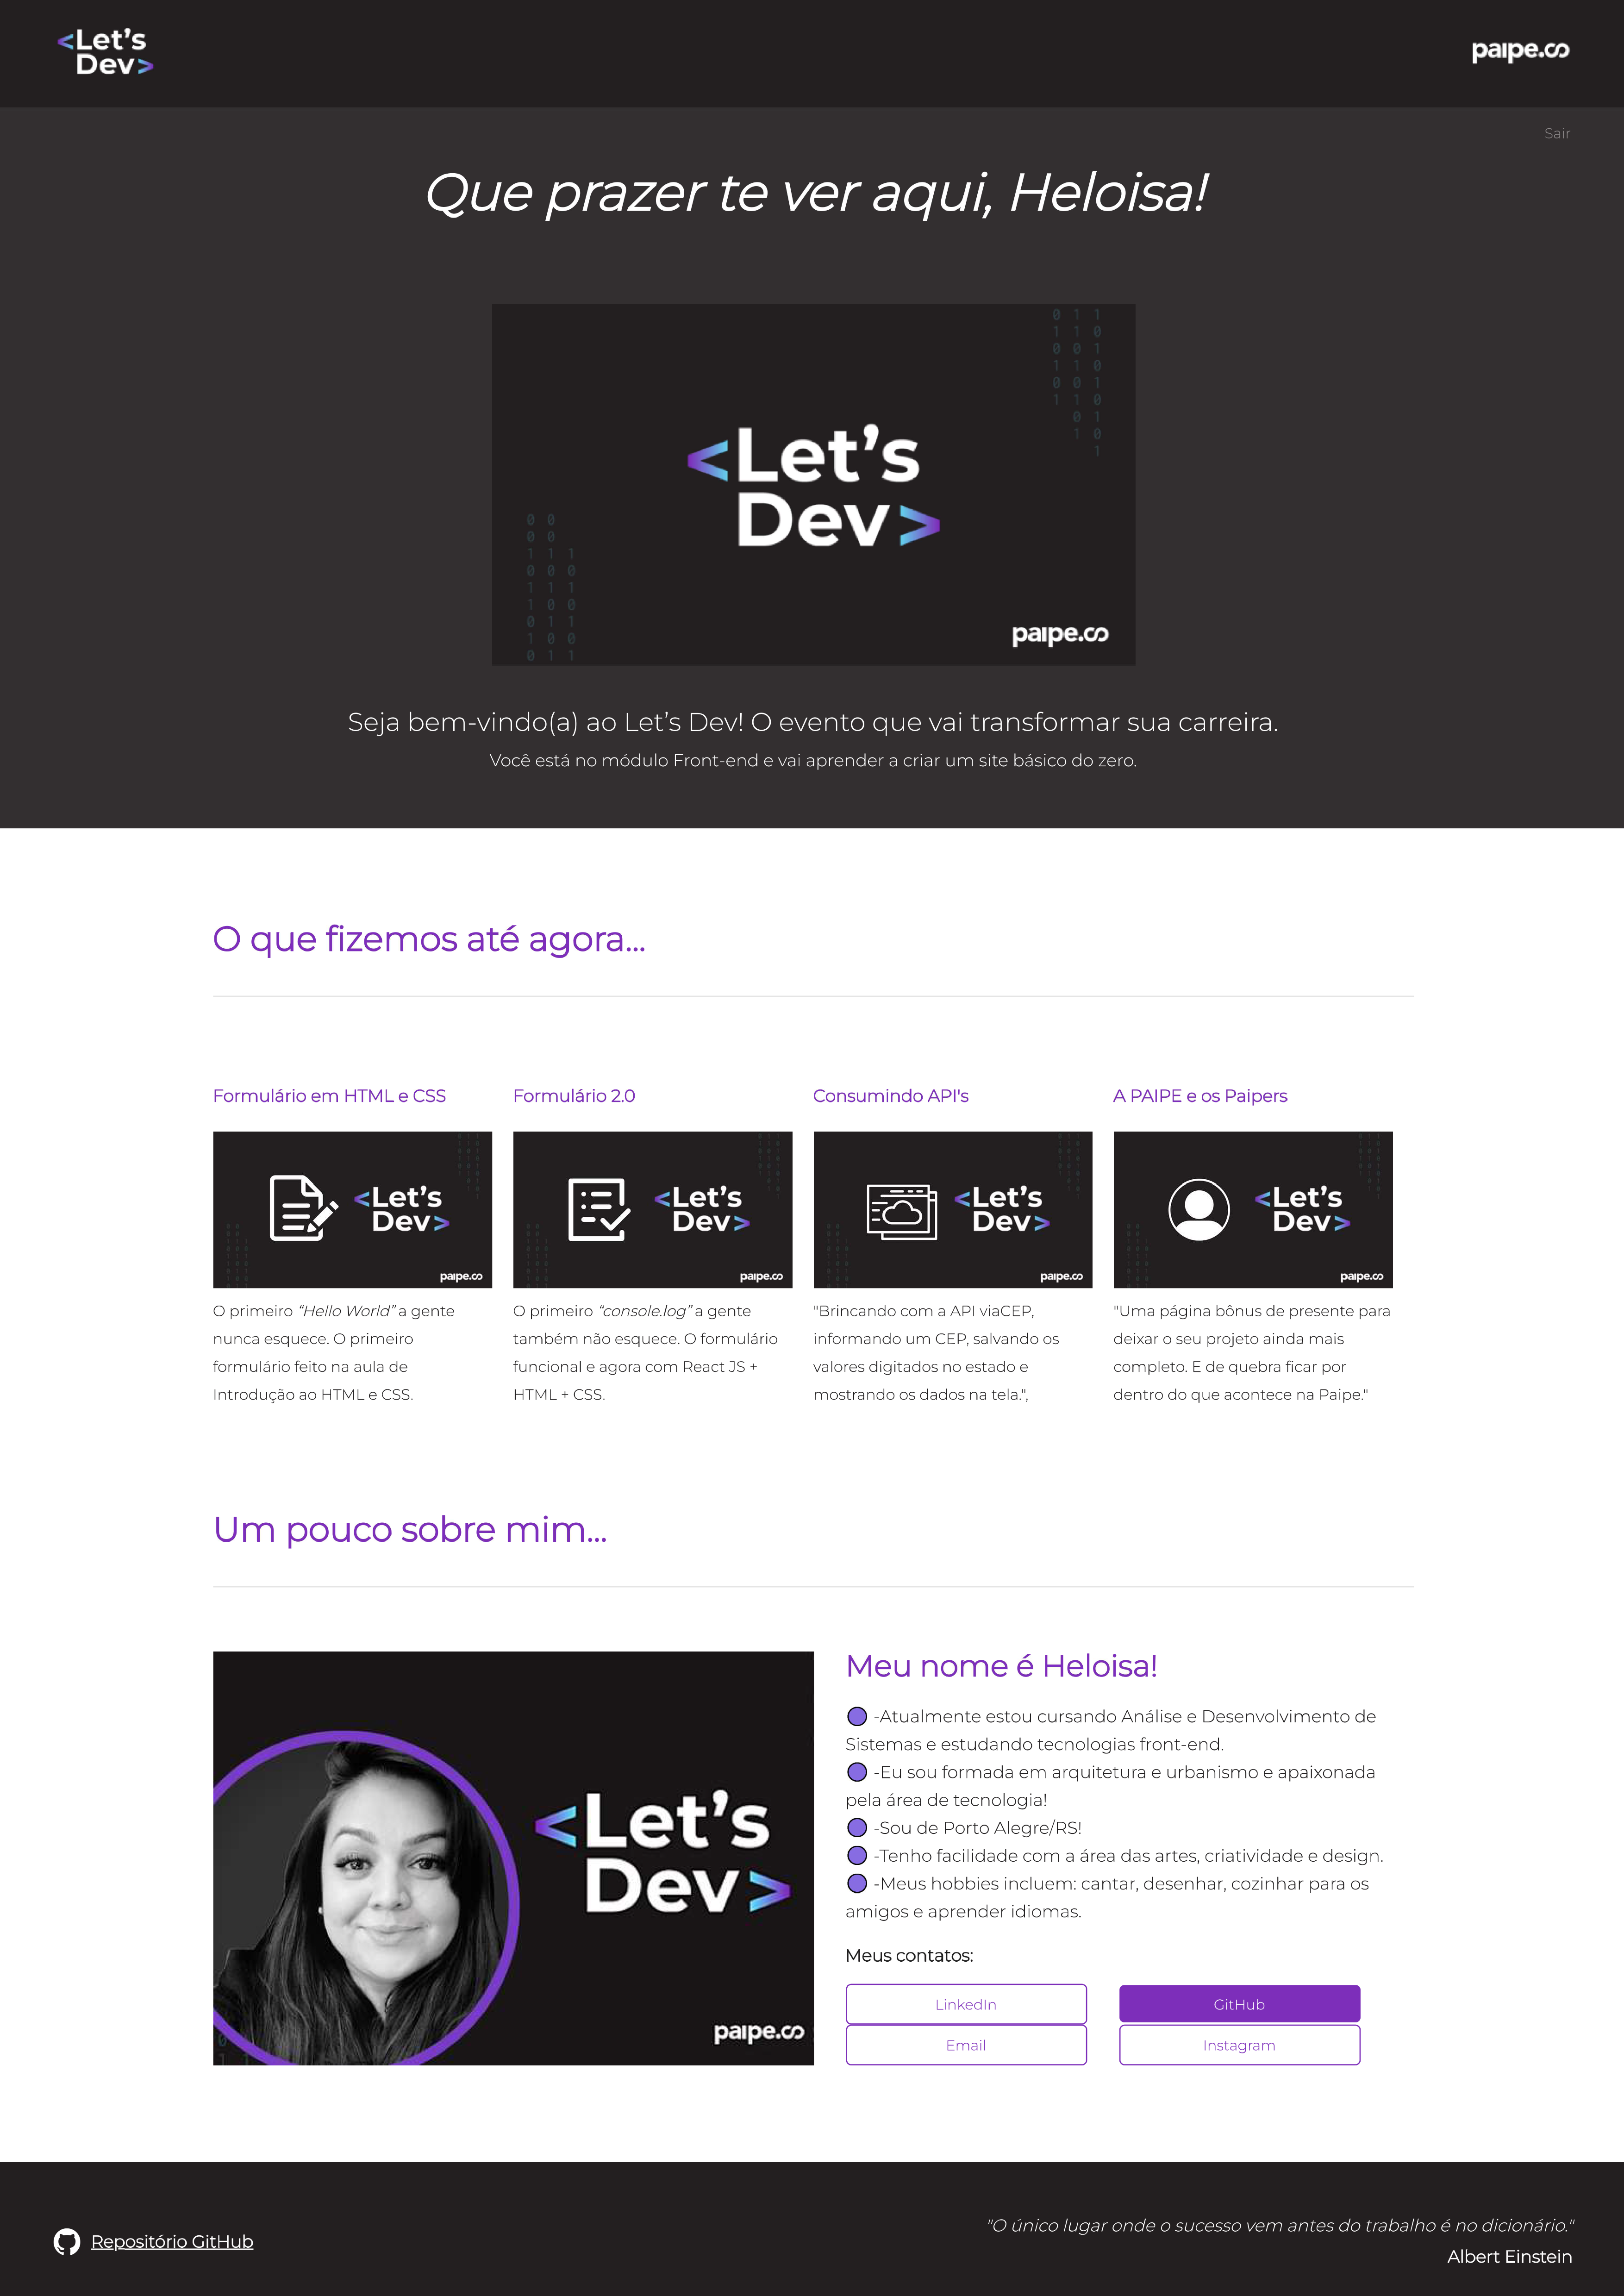 <Let's
Dev>
paipe.co
Sair
Que prazer te ver aqui, Heloisa!
<Let's
Dev>
paipe.co
Seja bem-vindo(a) ao Let's Dev! O evento que vai transformar sua carreira.
Você está no módulo Front-end e vai aprender a criar um site básico do zero.
O que fizemos até agora...
Formulário em HTML e CSS
<Let's
Dev>
paipe.co
O primeiro “Hello World” a gente
nunca esquece. O primeiro
formulário feito na aula de
Introdução ao HTML e CSS.
Formulário 2.0
<Let's
Dev>
paipe.co
O primeiro “console.log” a gente
também não esquece. O formulário
funcional e agora com React JS +
HTML + CSS.
Consumindo API's
<Let's
Dev>
paipe.co
"Brincando com a API viaCEP,
informando um CEP, salvando os
valores digitados no estado e
mostrando os dados na tela.",
A PAIPE e os Paipers
<Let's
Dev>
paipe.co
"Uma página bônus de presente para
deixar o seu projeto ainda mais
completo. E de quebra ficar por
dentro do que acontece na Paipe."
Um pouco sobre mim...
<Let's
Dev>
paipe.co
Meu nome é Heloisa!
-Atualmente estou cursando Análise e Desenvolvimento de
Sistemas e estudando tecnologias front-end.
-Eu sou formada em arquitetura e urbanismo e apaixonada
pela área de tecnologia!
-Sou de Porto Alegre/RS!
-Tenho facilidade com a área das artes, criatividade e design.
-Meus hobbies incluem: cantar, desenhar, cozinhar para os
amigos e aprender idiomas.
Meus contatos:
LinkedIn
GitHub
Email
Instagram
Repositório GitHub
"O único lugar onde o sucesso vem antes do trabalho é no dicionário."
Albert Einstein